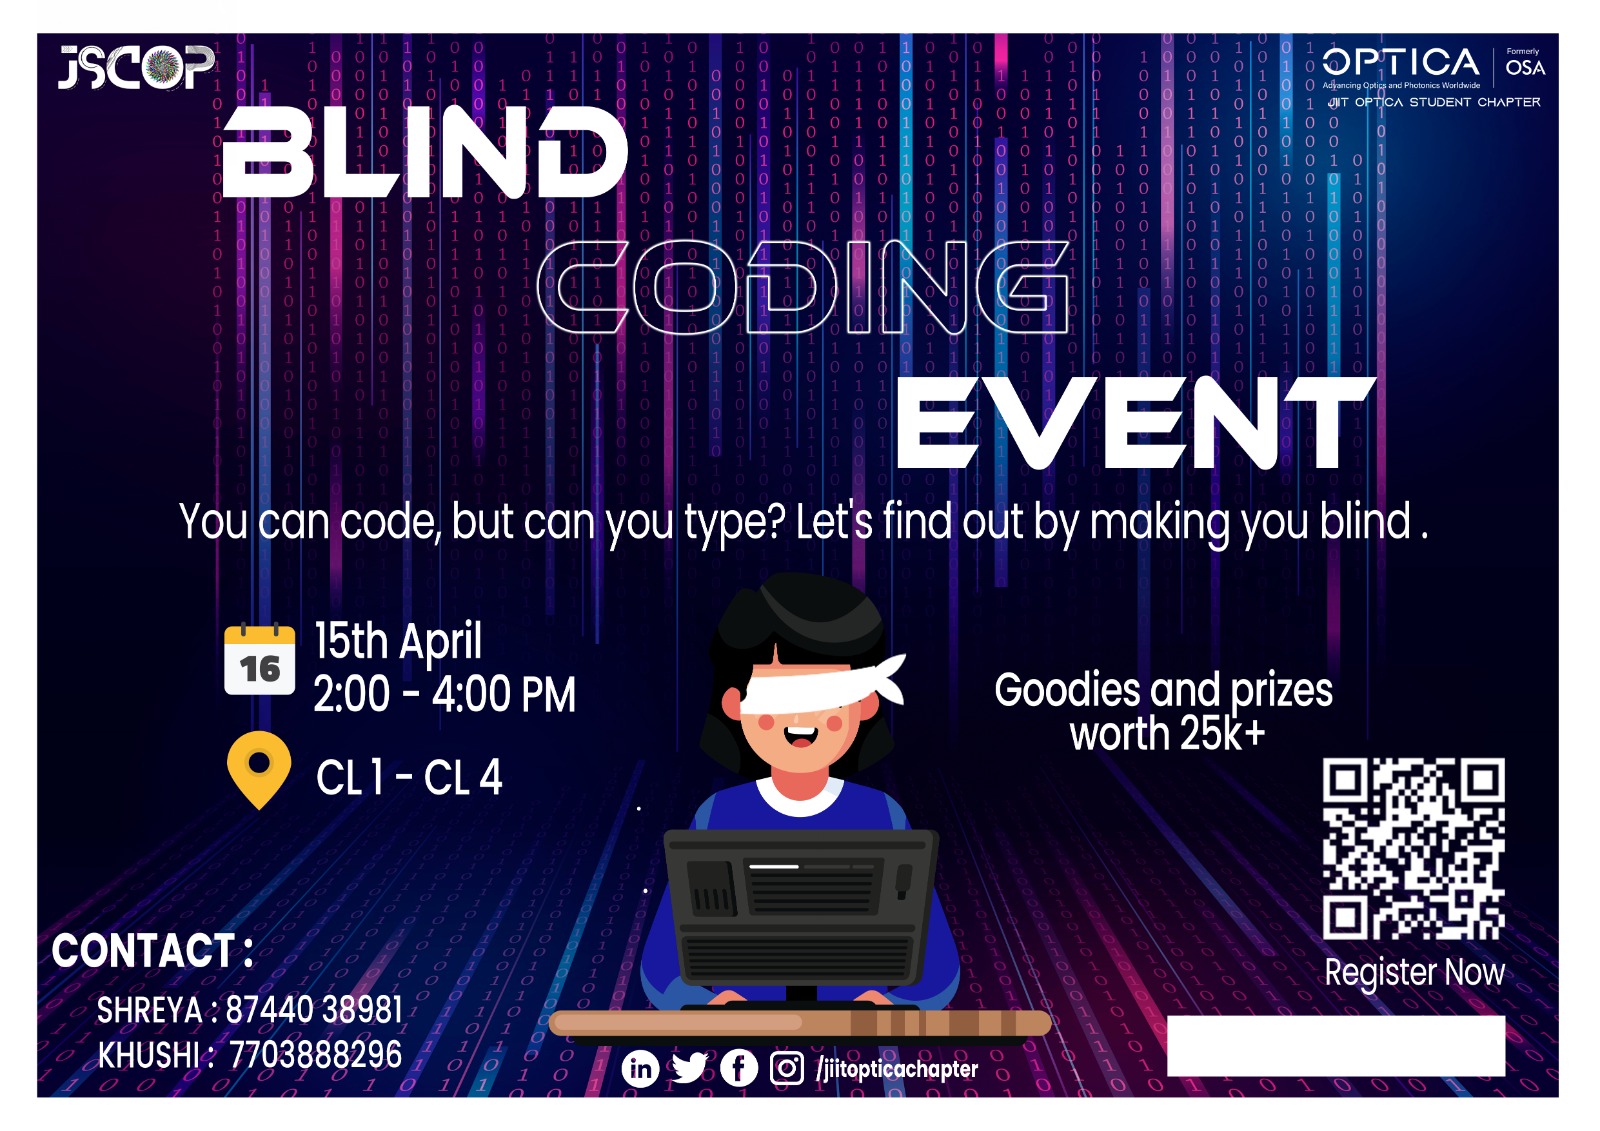 JSCOP
OPTICA
Formerly
OSA
Advancing Optics and Photonics Worldwide
JIIT OPTICA STUDENT CHAPTER
BLIND
CODING
EVENT
You can code, but can you type? Let's find out by making you blind .
16
15th April
2:00 - 4:00 PM
CL 1 - CL 4
Goodies and prizes
worth 25k+
Register Now
CONTACT :
SHREYA : 87440 38981
KHUSHI : 7703888296
/jiitopticachapter